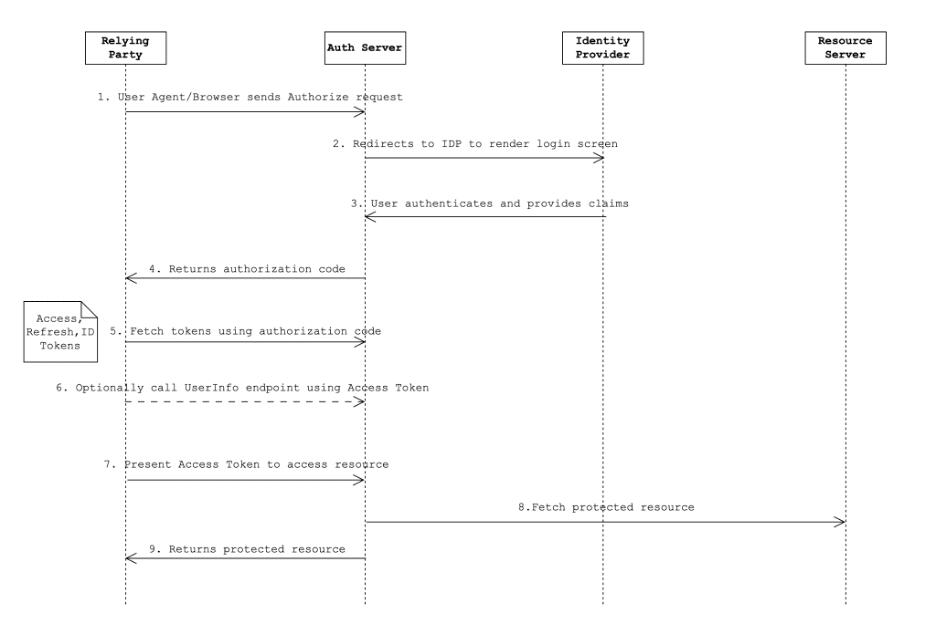 Relying
Party
Auth Server
Identity
Provider
Resource
Server
1. User Agent/Browser sends Authorize request
2. Redirects to IDP to render login screen
3. User authenticates and provides claims
4. Returns authorization code
Access,
Refresh,ID
Tokens
5. Fetch tokens using authorization code
6. Optionally call UserInfo endpoint using Access Token
7. Present Access Token to access resource
8.Fetch protected resource
9. Returns protected resource